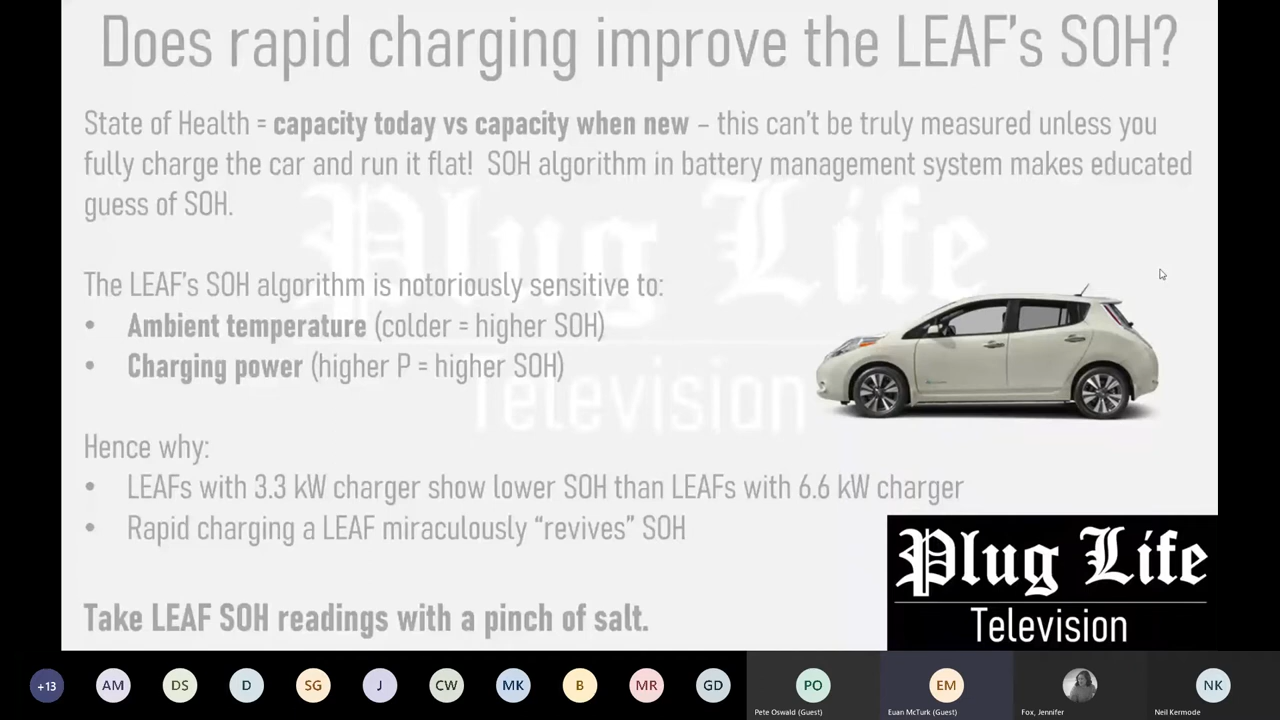 Does rapid charging improve the LEAF's SOH?
State of Health = capacity today vs capacity when new – this can't be truly measured unless you
fully charge the car and run it flat! SOH algorithm in battery management system makes educated
guess of SOH.
The LEAF's SOH algorithm is notoriously sensitive to:
• Ambient temperature (colder = higher SOH)
• Charging power (higher P = higher SOH)
Hence why:
• LEAFs with 3.3 kW charger show lower SOH than LEAFs with 6.6 kW charger
• Rapid charging a LEAF miraculously “revives” SOH
Take LEAF SOH readings with a pinch of salt.
Plug Life
Television
Plug Life
Television
+13 AM DS D SG J CW MK B MR GD PO EM NK
Pete Oswald (Guest) Euan McTurk (Guest) Fox, Jennifer Neil Kermode